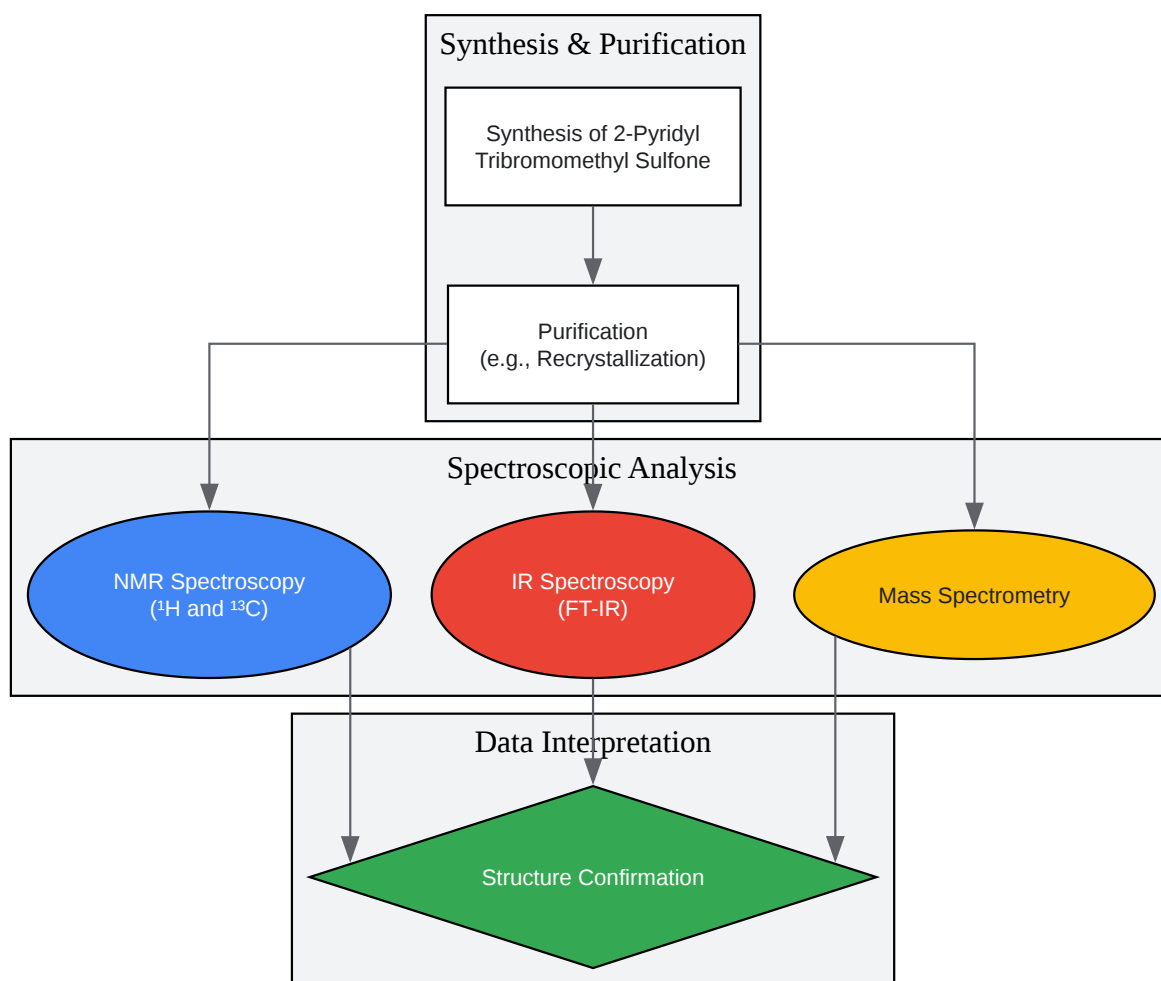 Synthesis & Purification
Synthesis of 2-Pyridyl
Tribromomethyl Sulfone
Purification
(e.g., Recrystallization)
Spectroscopic Analysis
NMR Spectroscopy
(¹H and ¹³C)
IR Spectroscopy
(FT-IR)
Mass Spectrometry
Data Interpretation
Structure Confirmation